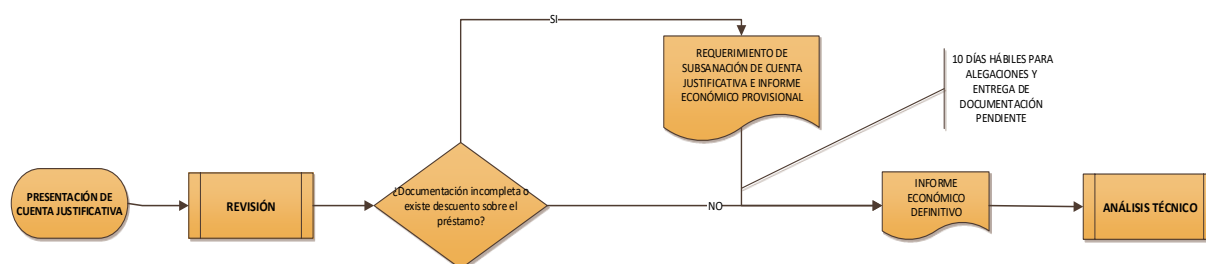 SI
REQUERIMIENTO DE
SUBSANACIÓN DE CUENTA
JUSTIFICATIVA E INFORME
ECONÓMICO PROVISIONAL
10 DÍAS HÁBILES PARA
ALEGACIONES Y
ENTREGA DE
DOCUMENTACIÓN
PENDIENTE
PRESENTACIÓN DE
CUENTA JUSTIFICATIVA
REVISIÓN
¿Documentación incompleta o
existe descuento sobre el
préstamo?
NO
INFORME
ECONÓMICO
DEFINITIVO
ANÁLISIS TÉCNICO